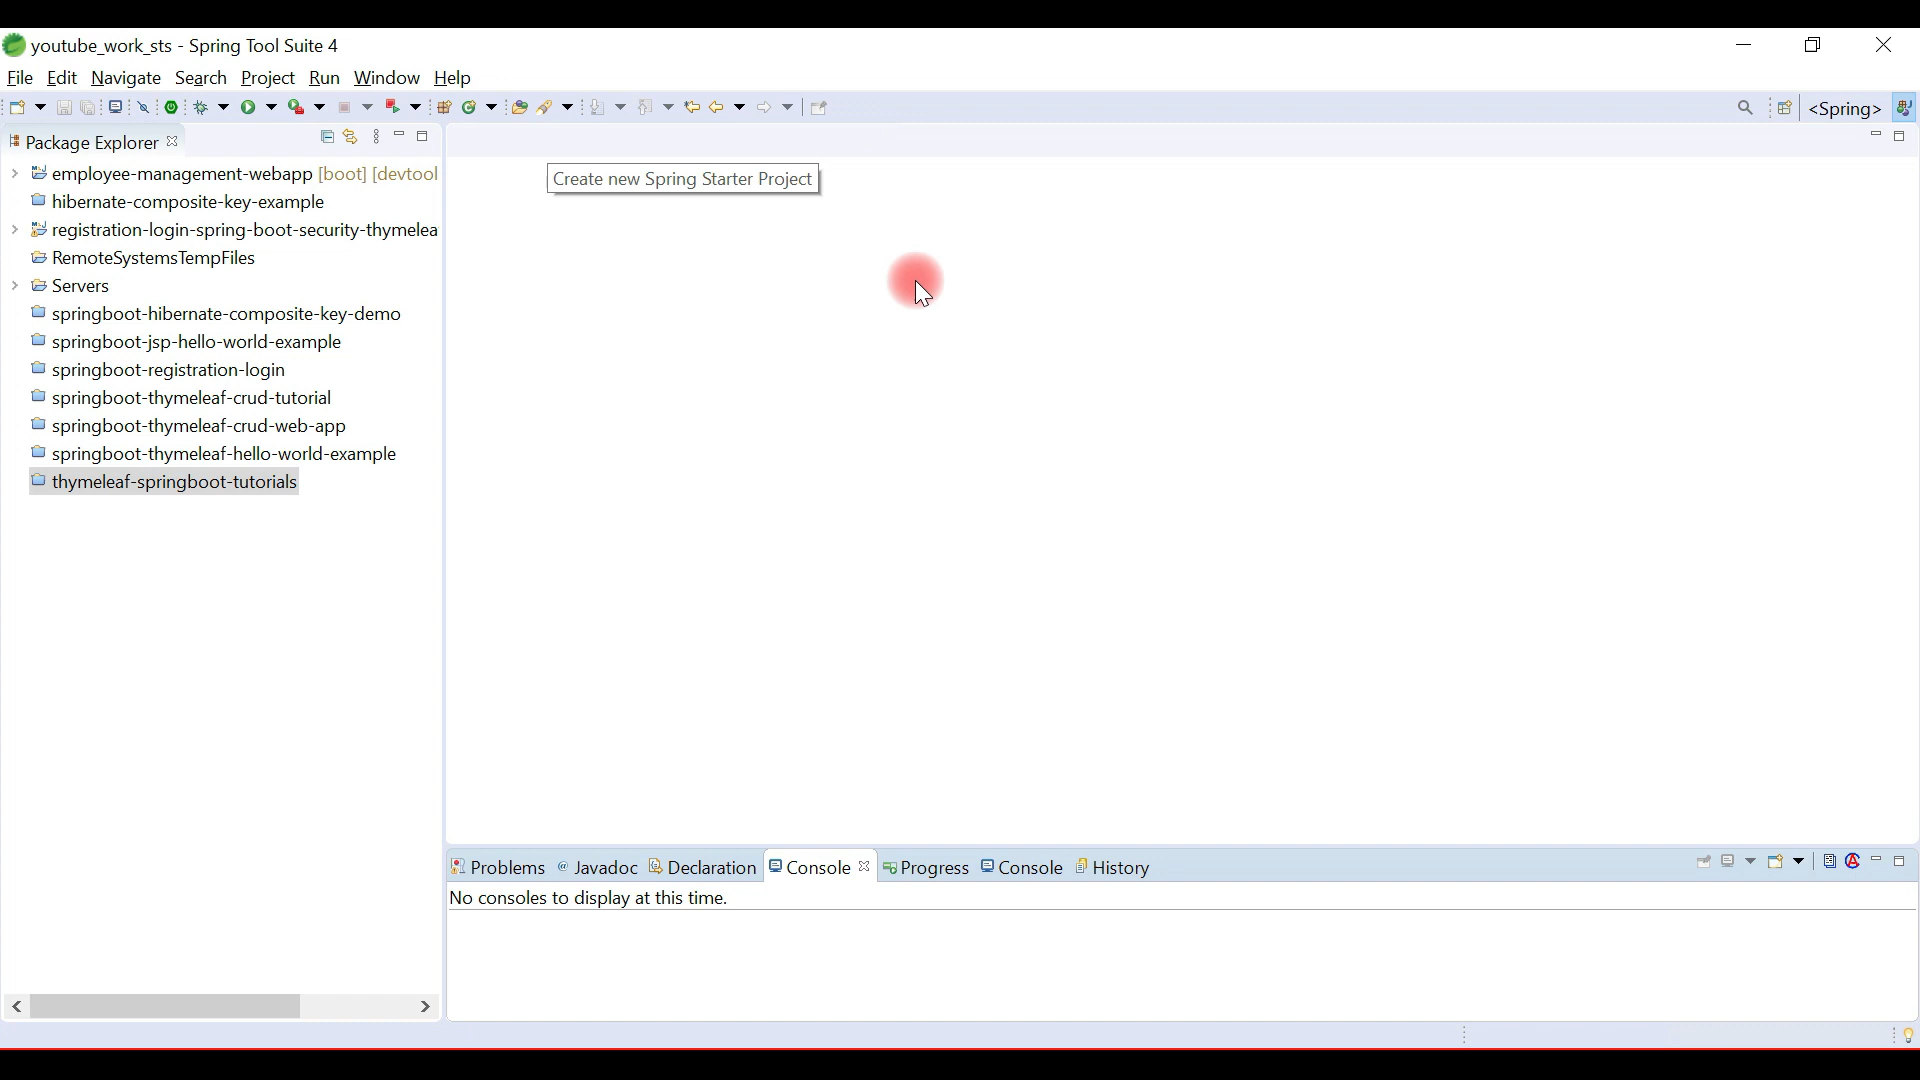 youtube_work_sts - Spring Tool Suite 4
File Edit Navigate Search Project Run Window Help
<Spring>
Package Explorer
employee-management-webapp [boot] [devtool
hibernate-composite-key-example
registration-login-spring-boot-security-thymelea
RemoteSystemsTempFiles
Servers
springboot-hibernate-composite-key-demo
springboot-jsp-hello-world-example
springboot-registration-login
springboot-thymeleaf-crud-tutorial
springboot-thymeleaf-crud-web-app
springboot-thymeleaf-hello-world-example
thymeleaf-springboot-tutorials
Create new Spring Starter Project
Problems Javadoc Declaration Console Progress Console History
No consoles to display at this time.